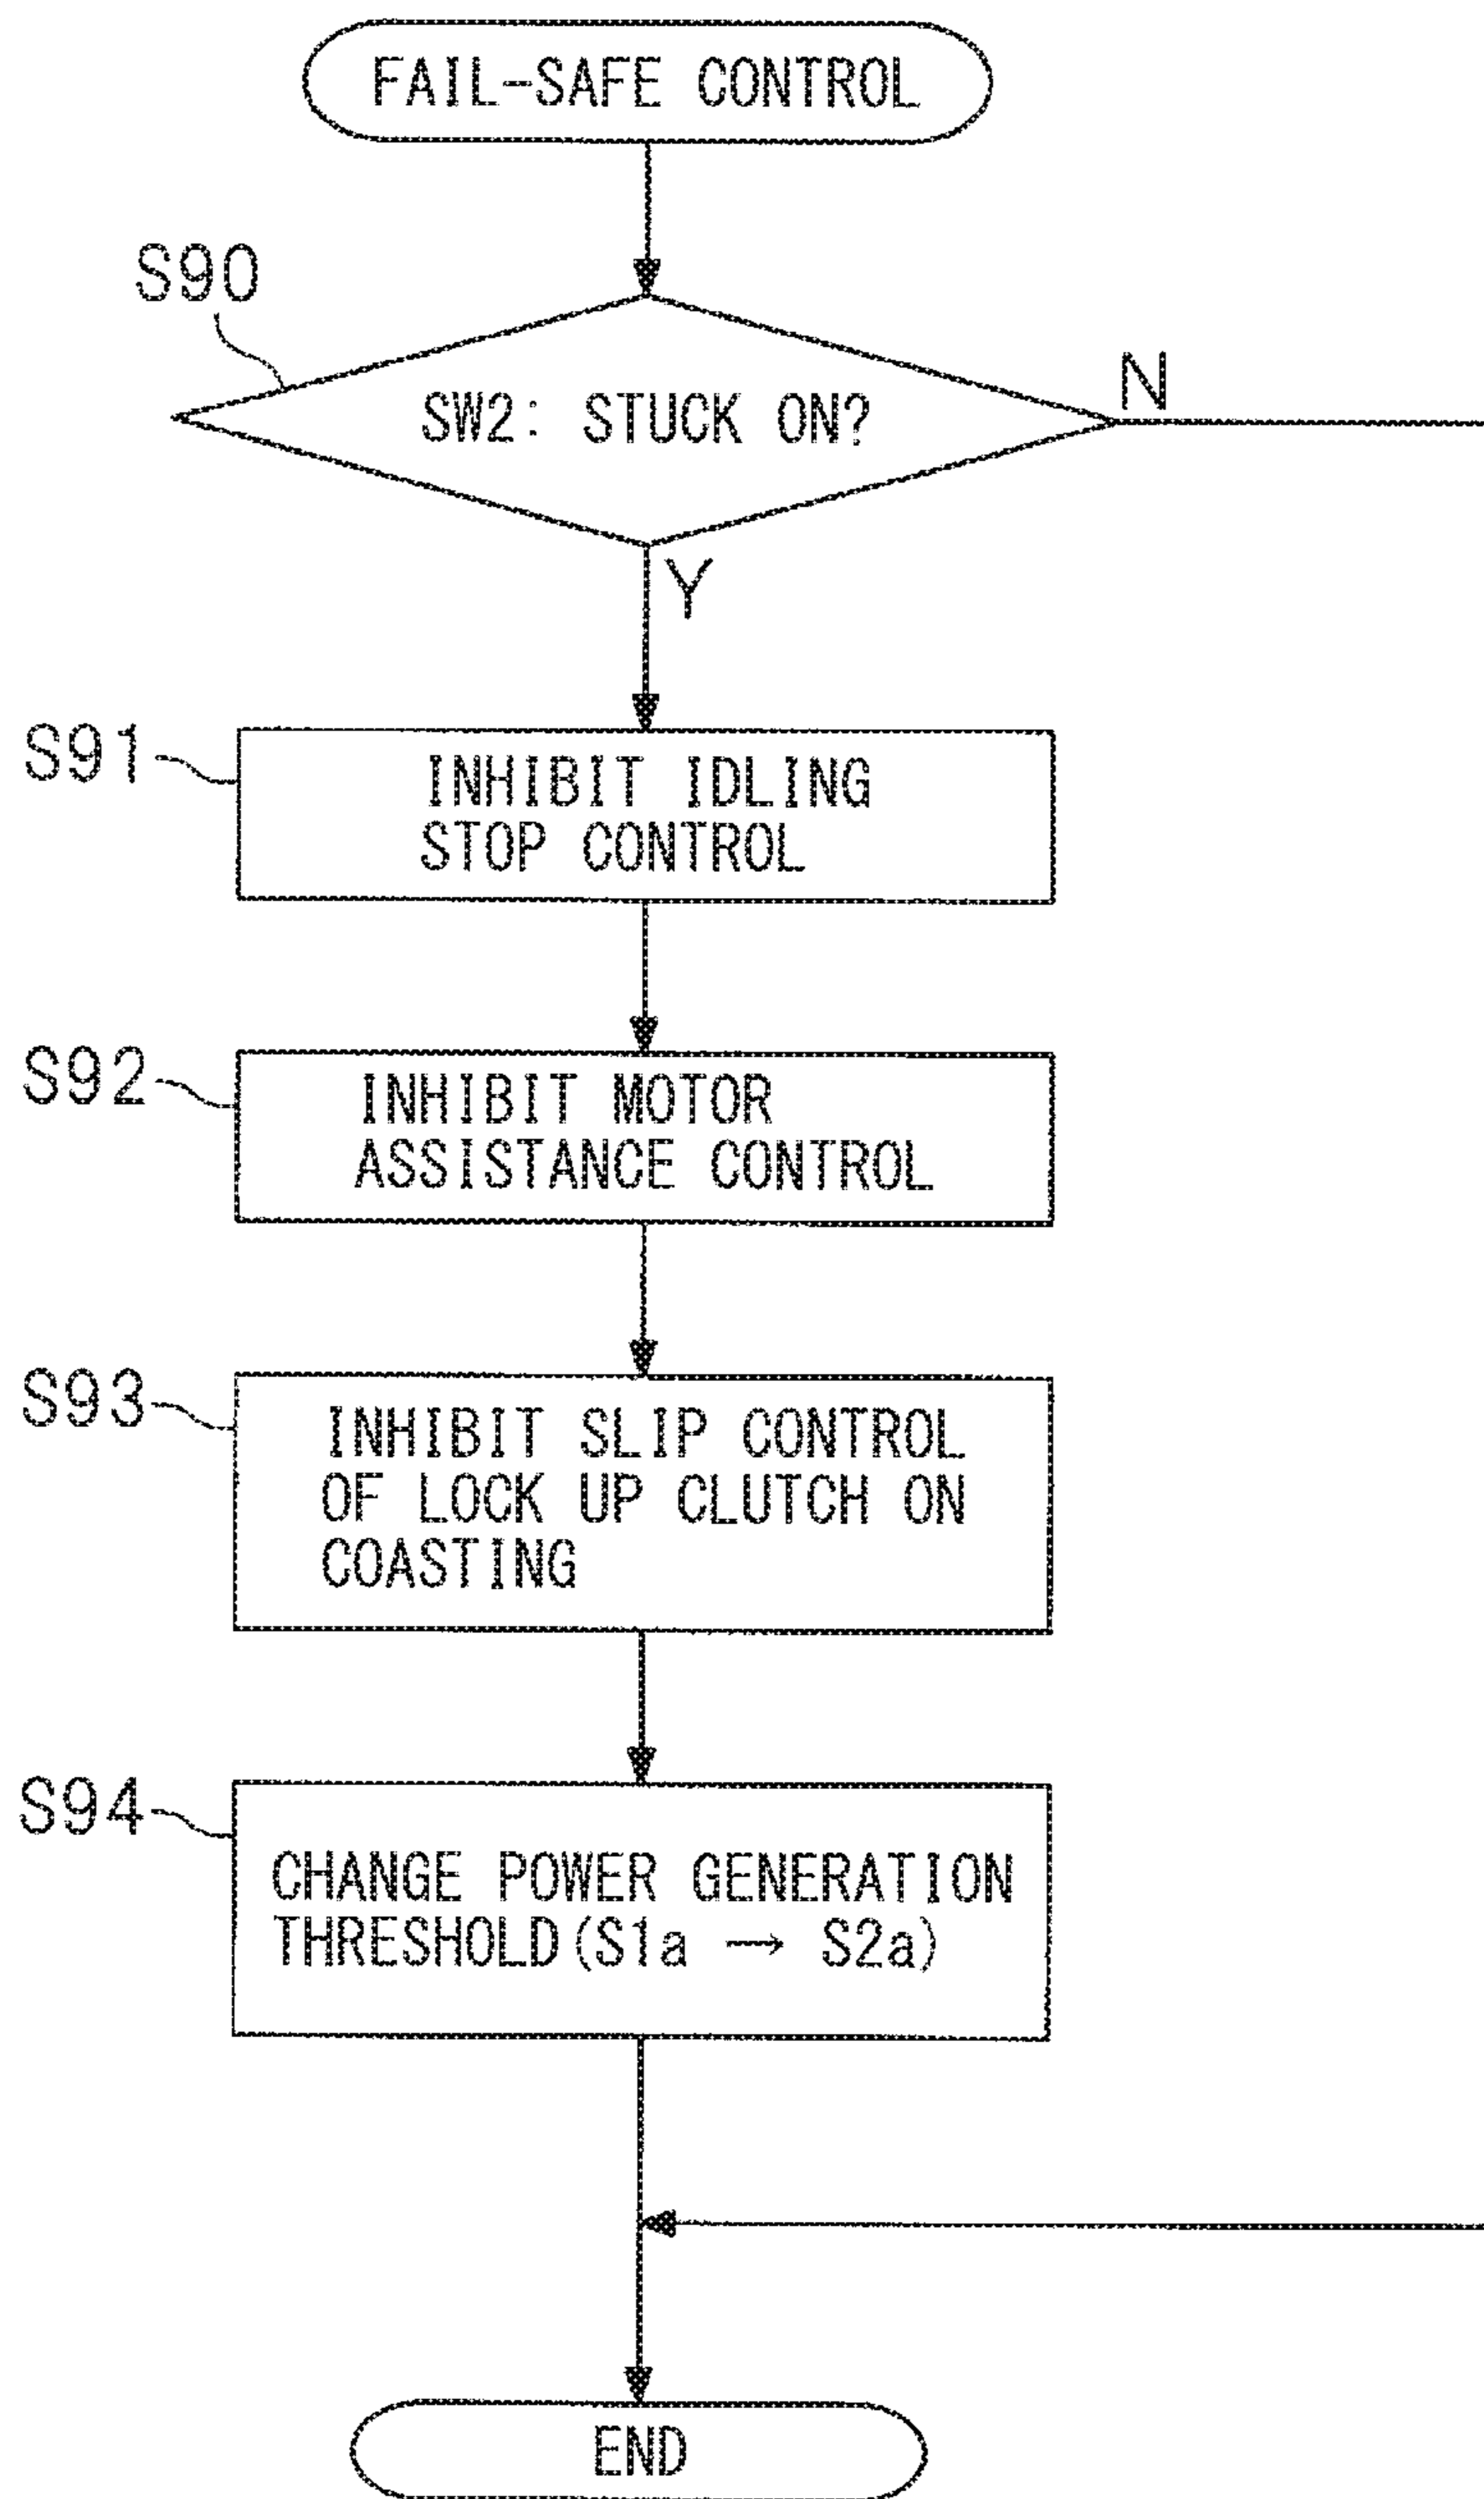 FAIL-SAFE CONTROL
S90
SW2: STUCK ON?
N
Y
S91
INHIBIT IDLING
STOP CONTROL
S92
INHIBIT MOTOR
ASSISTANCE CONTROL
S93
INHIBIT SLIP CONTROL
OF LOCK UP CLUTCH ON
COASTING
S94
CHANGE POWER GENERATION
THRESHOLD(S1a → S2a)
END